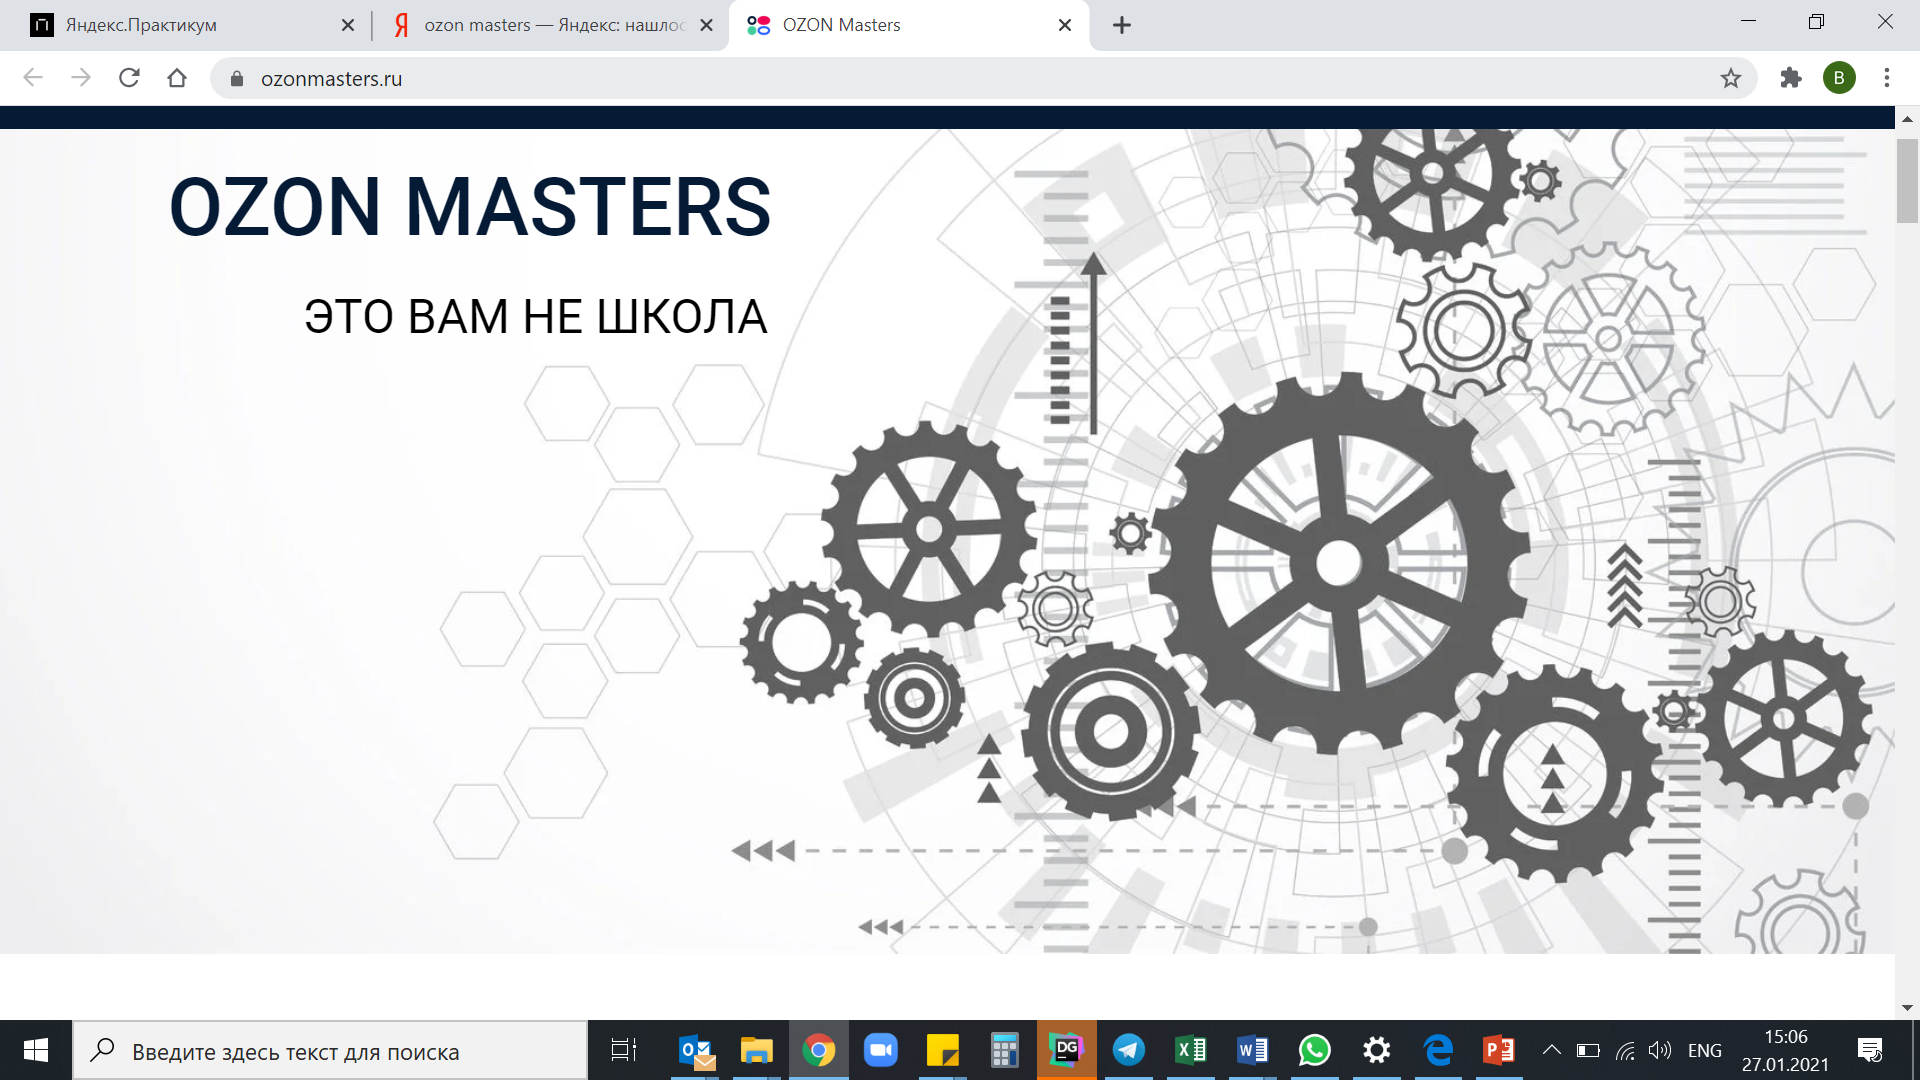 Яндекс.Практикум
ozon masters — Яндекс: нашлос
OZON Masters
ozonmasters.ru
B
OZON MASTERS
ЭТО ВАМ НЕ ШКОЛА
Введите здесь текст для поиска
DG
ENG
15:06
27.01.2021